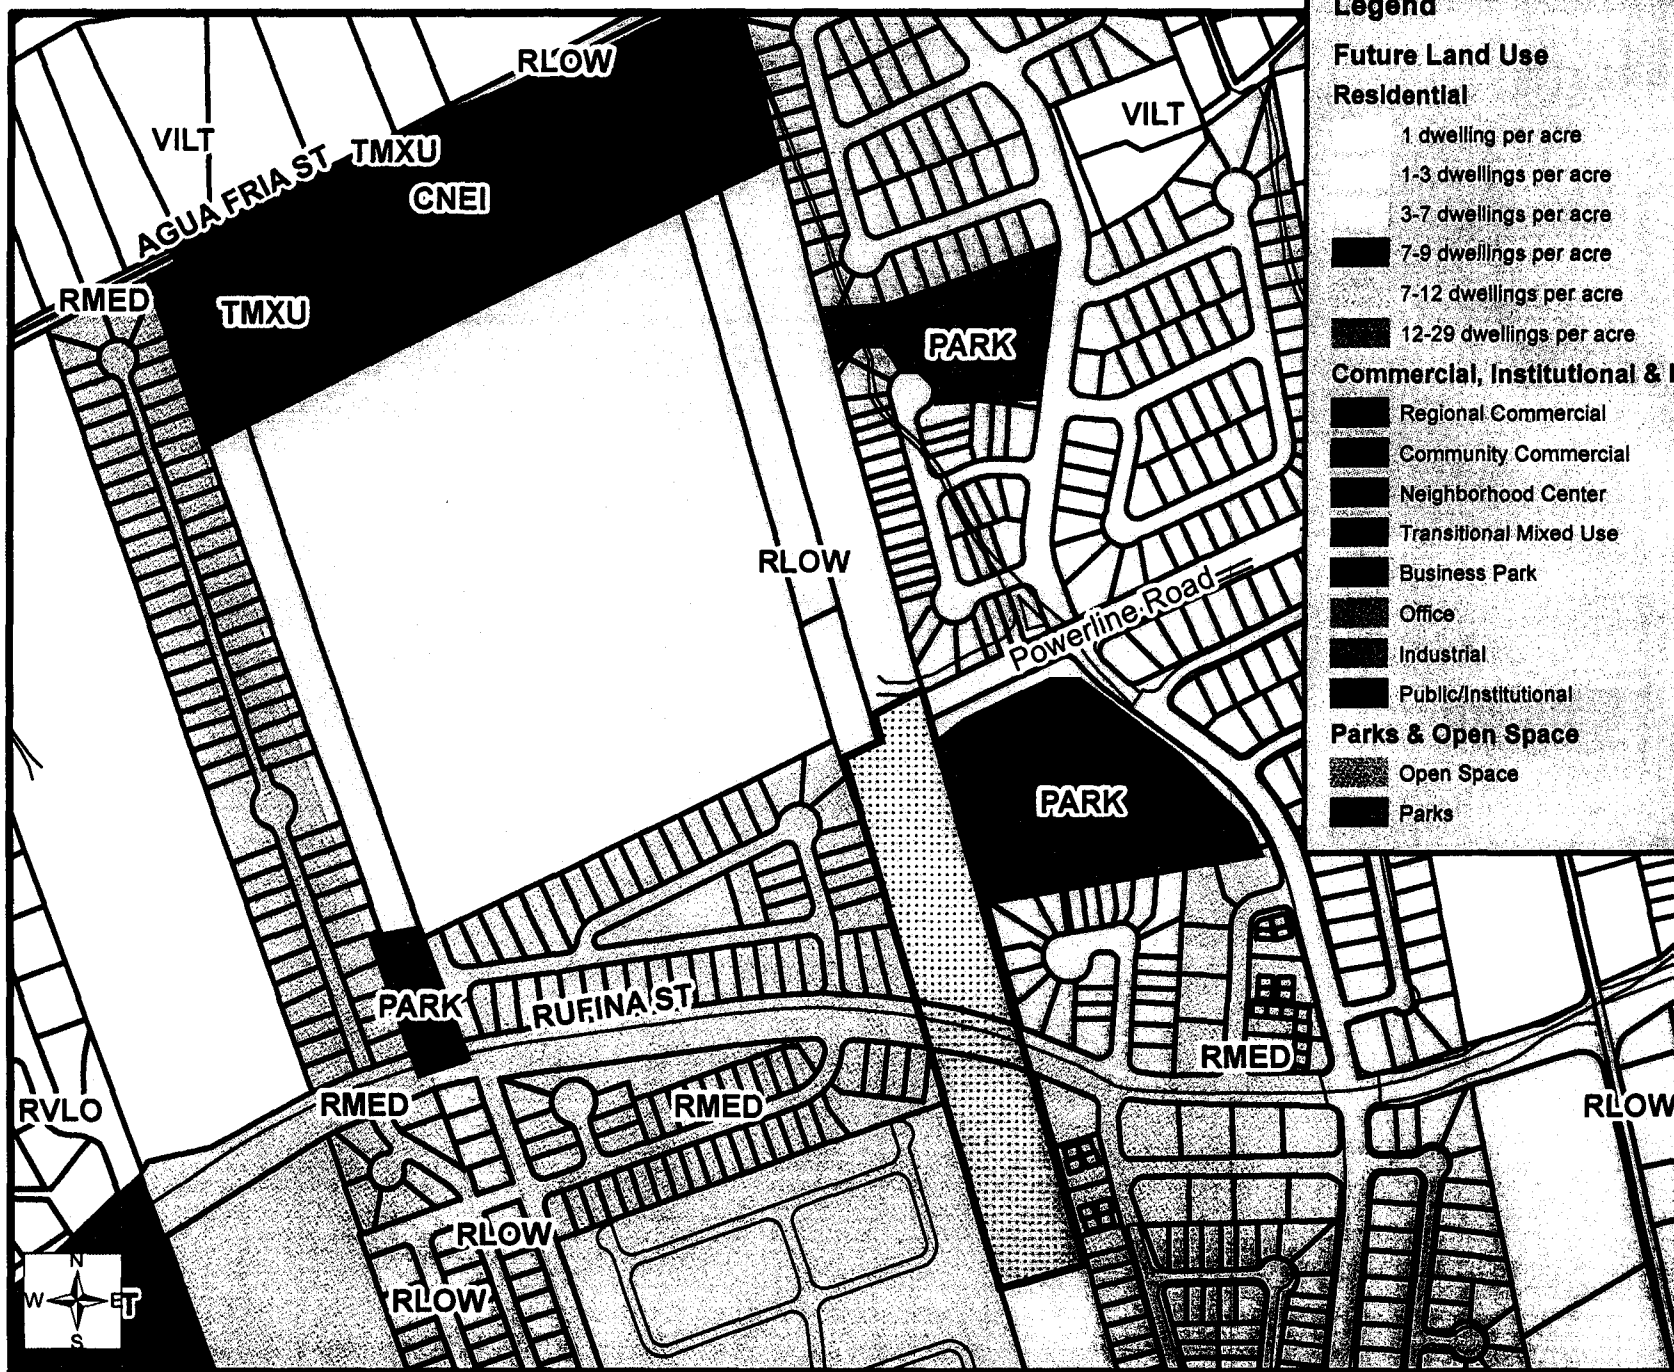 Legend
Future Land Use
Residential
1 dwelling per acre
1-3 dwellings per acre
3-7 dwellings per acre
7-9 dwellings per acre
7-12 dwellings per acre
12-29 dwellings per acre
Commercial, Institutional &
Regional Commercial
Community Commercial
Neighborhood Center
Transitional Mixed Use
Business Park
Office
Industrial
Public/Institutional
Parks & Open Space
Open Space
Parks
RLOW
VILT
VILT
TMXU
CNEI
AGUA FRIA ST
RMED
TMXU
PARK
RLOW
Powerline Road
PARK
PARK
RUFINA ST
RMED
RVLO
RMED
RMED
RLOW
RLOW
RLOW
N
W
E
S
T